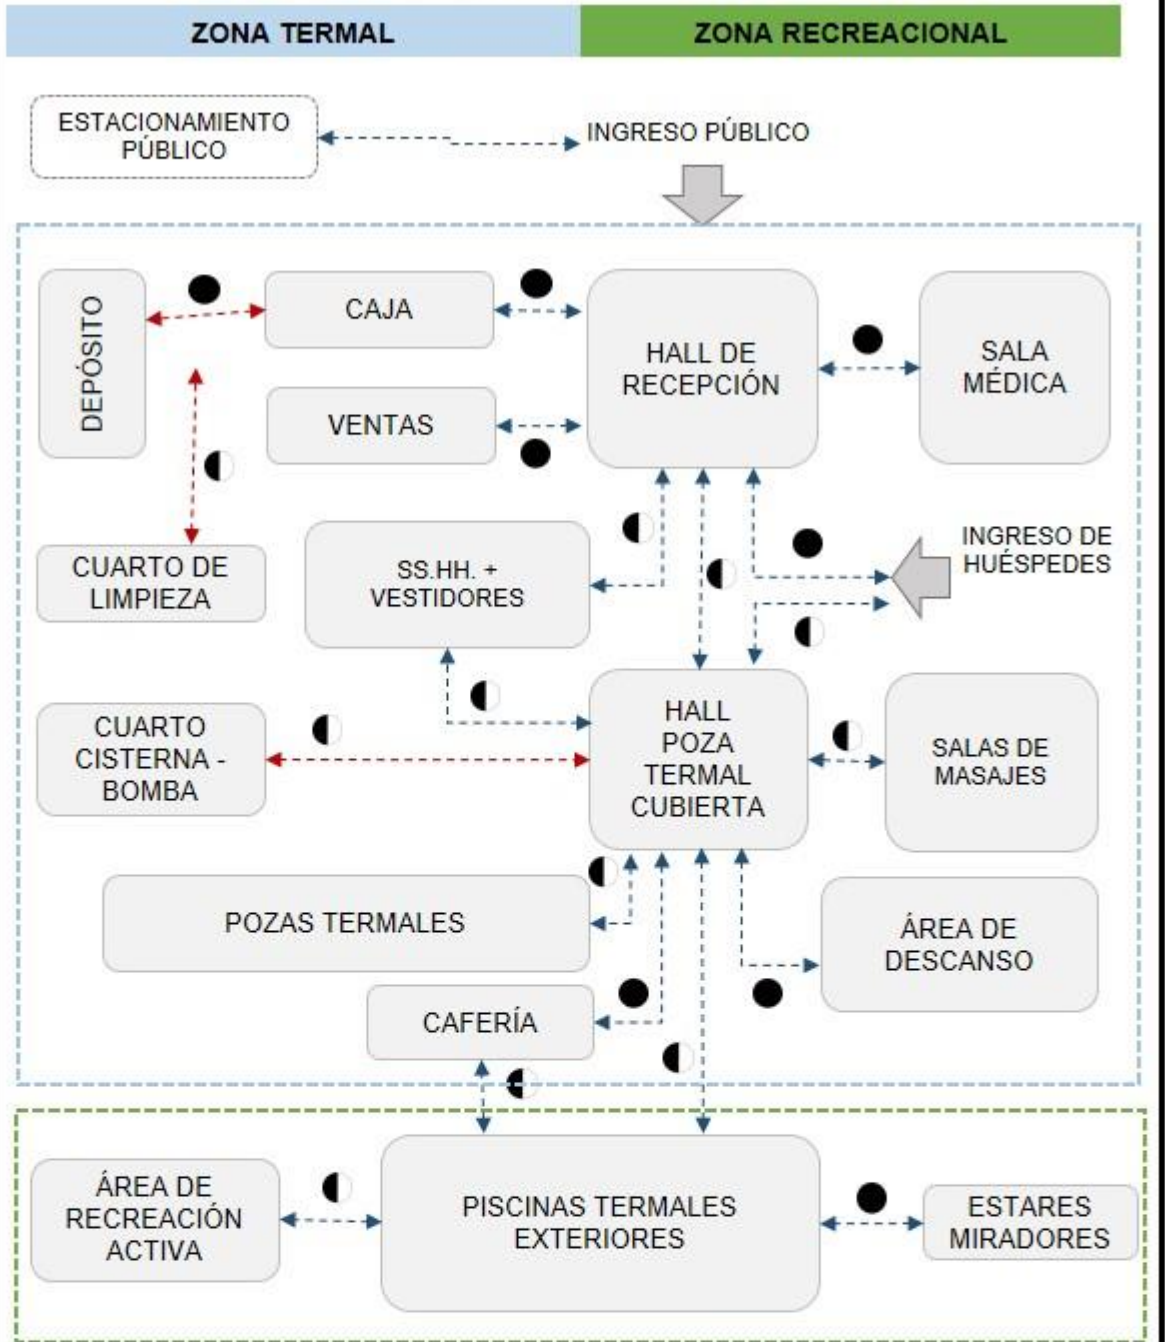 ZONA TERMAL
ZONA RECREACIONAL
ESTACIONAMIENTO
PÚBLICO
INGRESO PÚBLICO
DEPÓSITO
CAJA
HALL DE
RECEPCIÓN
SALA
MÉDICA
VENTAS
CUARTO DE
LIMPIEZA
SS.HH. +
VESTIDORES
INGRESO DE
HUÉSPEDES
CUARTO
CISTERNA -
BOMBA
HALL
POZA
TERMAL
CUBIERTA
SALAS DE
MASAJES
POZAS TERMALES
ÁREA DE
DESCANSO
CAFERÍA
ÁREA DE
RECREACIÓN
ACTIVA
PISCINAS TERMALES
EXTERIORES
ESTARES
MIRADORES